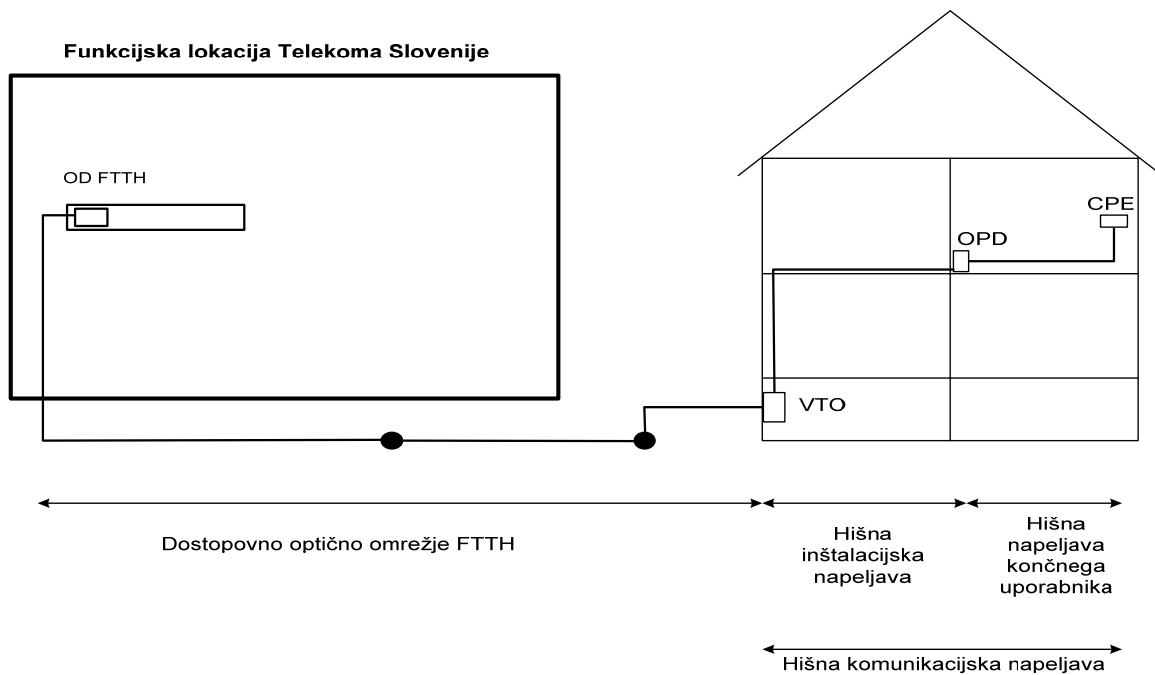 Funkcijska lokacija Telekoma Slovenije
OD FTTH
CPE
OPD
VTO
Dostopovno optično omrežje FTTH
Hišna
inštalacijska
napeljava
Hišna
napeljava
končnega
uporabnika
Hišna komunikacijska napeljava